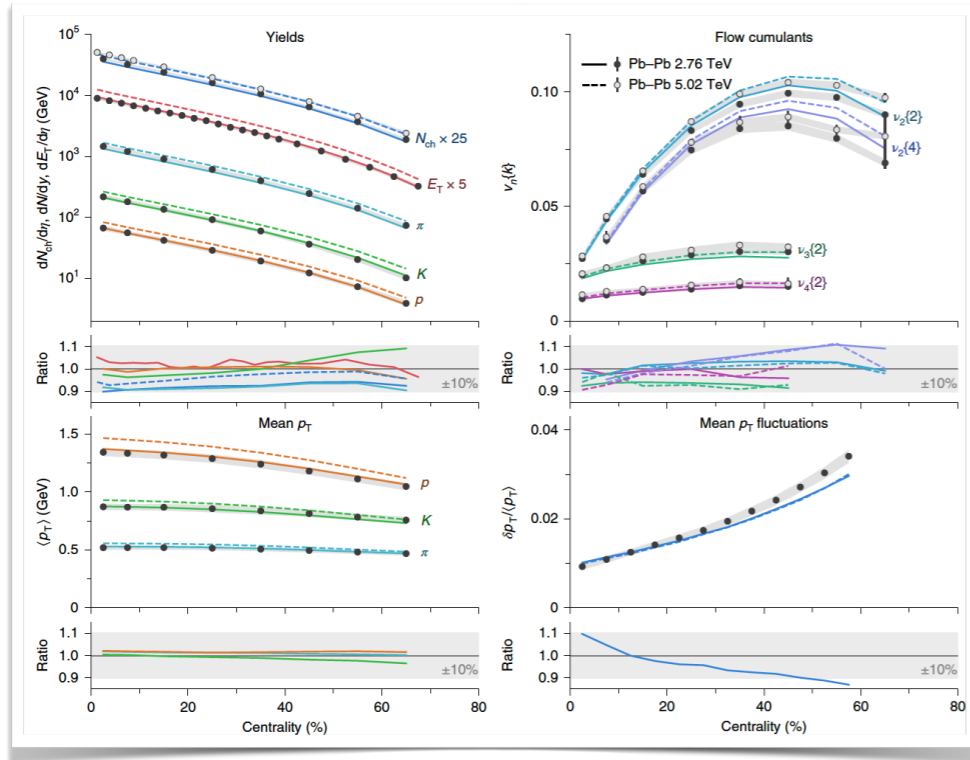 Yields
dN_ch/dη, dN/dy, dE_T/dη (GeV)
10^5
10^4
10^3
10^2
10^1
N_ch × 25
E_T × 5
π
K
p
Ratio
1.1
1.0
0.9
±10%
Flow cumulants
Pb–Pb 2.76 TeV
Pb–Pb 5.02 TeV
ν_n{k}
0.10
0.05
0
ν_2{2}
ν_2{4}
ν_3{2}
ν_4{2}
Ratio
1.1
1.0
0.9
±10%
Mean p_T
⟨p_T⟩ (GeV)
1.5
1.0
0.5
0
p
K
π
Ratio
1.1
1.0
0.9
±10%
0 20 40 60 80
Centrality (%)
Mean p_T fluctuations
δp_T/⟨p_T⟩
0.04
0.02
0
Ratio
1.1
1.0
0.9
±10%
0 20 40 60 80
Centrality (%)